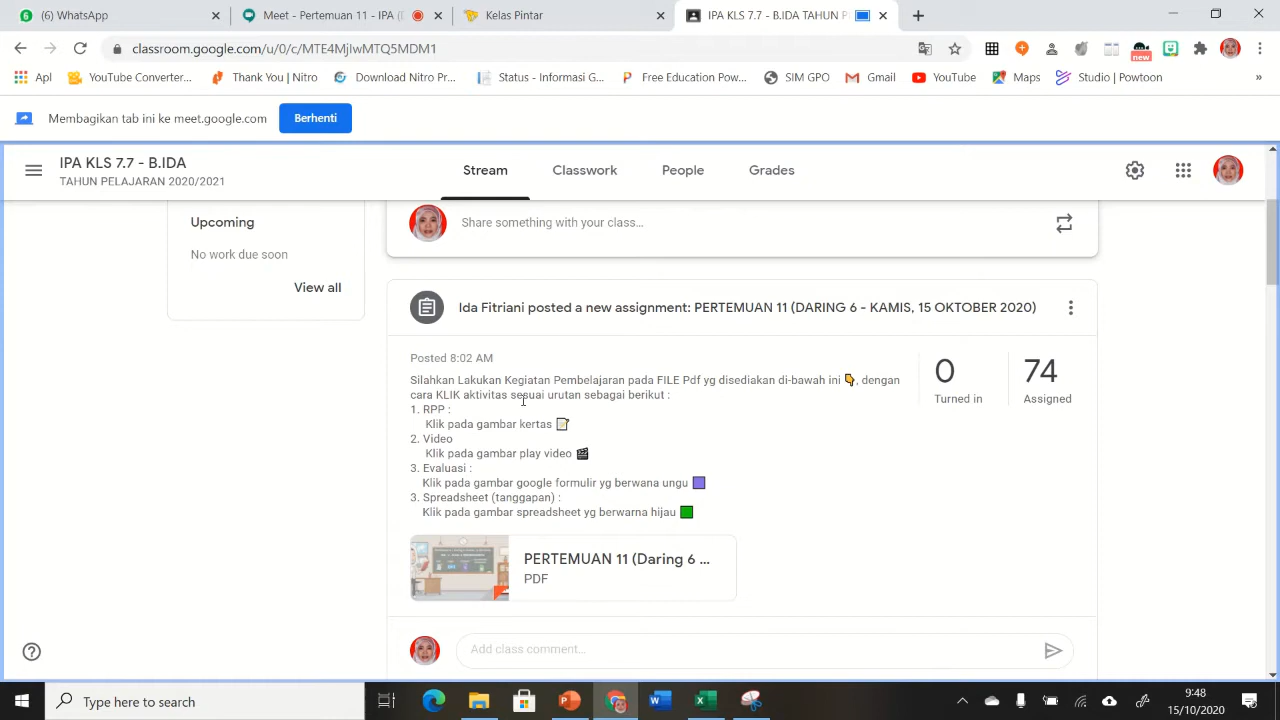 (6) WhatsApp
Meet - Pertemuan 11 - IPA (
Kelas Pintar
IPA KLS 7.7 - B.IDA TAHUN P
classroom.google.com/u/0/c/MTE4MjIwMTQ5MDM1
Apl
YouTube Converter...
Thank You | Nitro
Download Nitro Pr...
Status - Informasi G...
Free Education Pow...
SIM GPO
Gmail
YouTube
Maps
Studio | Powtoon
»
new
Membagikan tab ini ke meet.google.com
Berhenti
IPA KLS 7.7 - B.IDA
TAHUN PELAJARAN 2020/2021
Stream
Classwork
People
Grades
Upcoming
No work due soon
View all
Share something with your class...
Ida Fitriani posted a new assignment: PERTEMUAN 11 (DARING 6 - KAMIS, 15 OKTOBER 2020)
Posted 8:02 AM
Silahkan Lakukan Kegiatan Pembelajaran pada FILE Pdf yg disediakan di-bawah ini 👇, dengan
cara KLIK aktivitas sesuai urutan sebagai berikut :
1. RPP :
Klik pada gambar kertas 📝
2. Video
Klik pada gambar play video 🎬
3. Evaluasi :
Klik pada gambar google formulir yg berwana ungu 🟪
3. Spreadsheet (tanggapan) :
Klik pada gambar spreadsheet yg berwarna hijau 🟩
0
Turned in
74
Assigned
PERTEMUAN 11 (Daring 6 ...
PDF
Add class comment...
Type here to search
9:48
15/10/2020